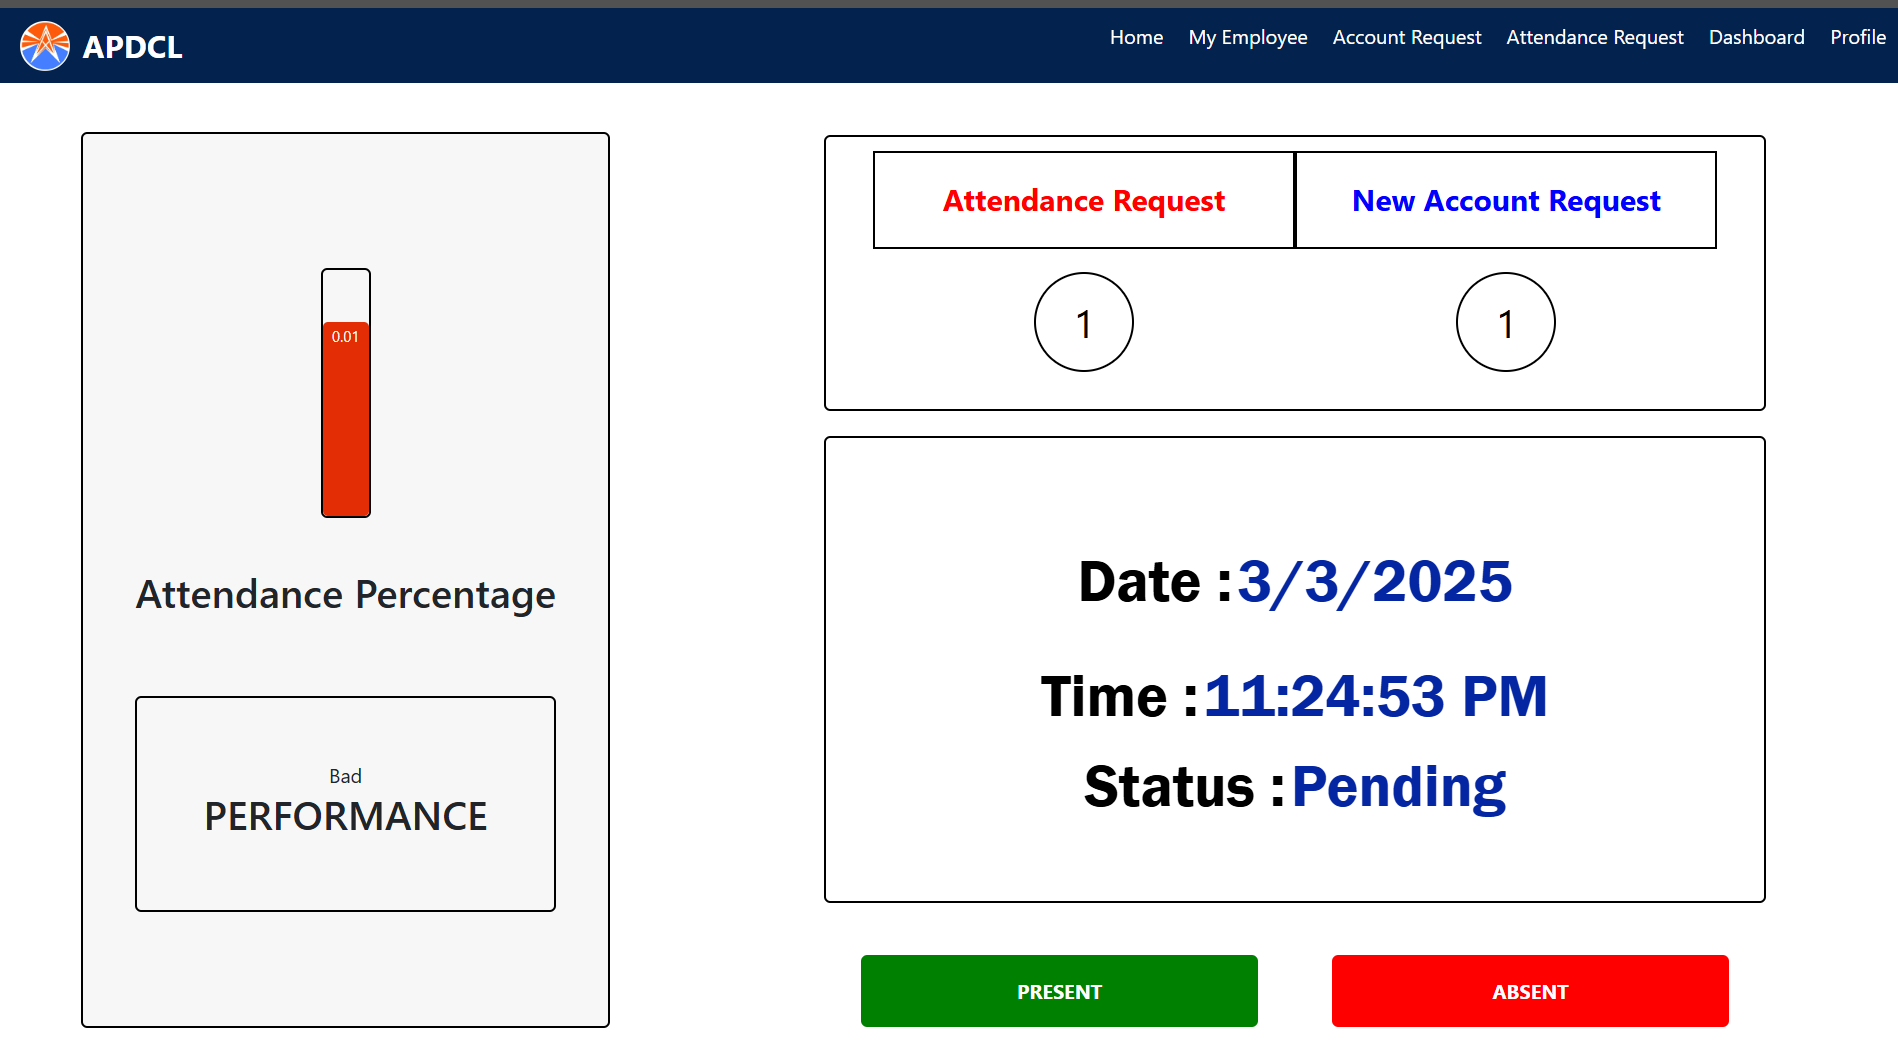 APDCL
Home My Employee Account Request Attendance Request Dashboard Profile
0.01
Attendance Percentage
Bad
PERFORMANCE
Attendance Request New Account Request
1 1
Date : 3/3/2025
Time : 11:24:53 PM
Status : Pending
PRESENT ABSENT